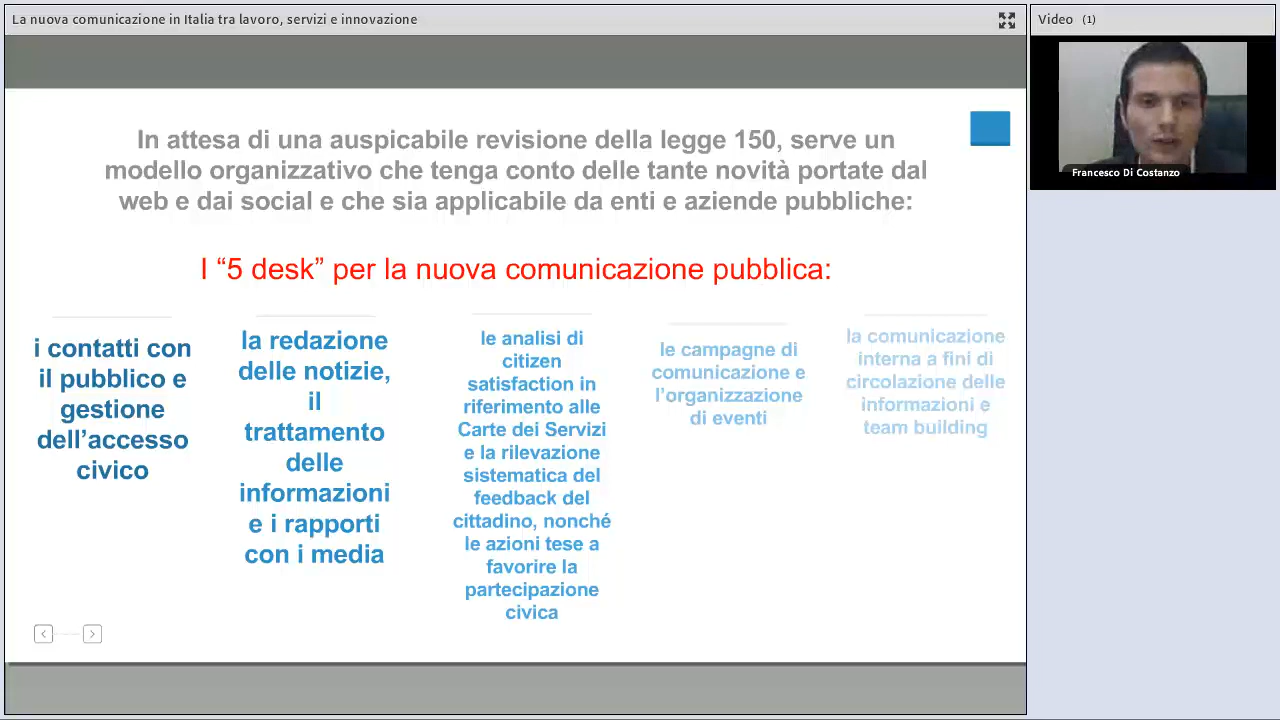 La nuova comunicazione in Italia tra lavoro, servizi e innovazione
Video (1)
Francesco Di Costanzo
In attesa di una auspicabile revisione della legge 150, serve un
modello organizzativo che tenga conto delle tante novità portate dal
web e dai social e che sia applicabile da enti e aziende pubbliche:
I “5 desk” per la nuova comunicazione pubblica:
i contatti con
il pubblico e
gestione
dell’accesso
civico
la redazione
delle notizie,
il
trattamento
delle
informazioni
e i rapporti
con i media
le analisi di
citizen
satisfaction in
riferimento alle
Carte dei Servizi
e la rilevazione
sistematica del
feedback del
cittadino, nonché
le azioni tese a
favorire la
partecipazione
civica
le campagne di
comunicazione e
l’organizzazione
di eventi
la comunicazione
interna a fini di
circolazione delle
informazioni e
team building